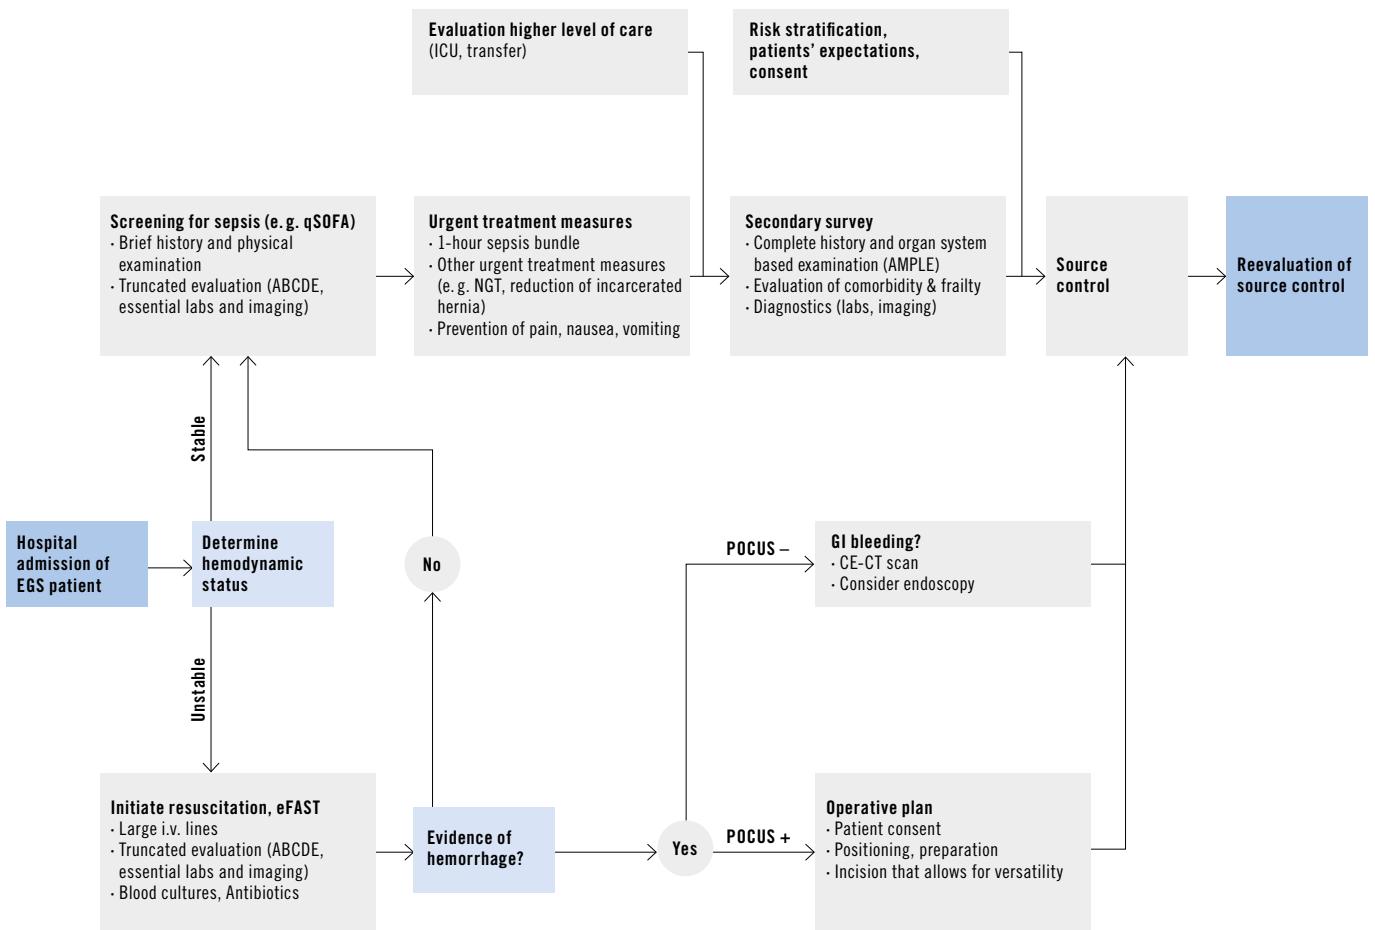 Evaluation higher level of care
(ICU, transfer)
Risk stratification,
patients’ expectations,
consent
Screening for sepsis (e. g. qSOFA)
· Brief history and physical
examination
· Truncated evaluation (ABCDE,
essential labs and imaging)
Urgent treatment measures
· 1-hour sepsis bundle
· Other urgent treatment measures
(e. g. NGT, reduction of incarcerated
hernia)
· Prevention of pain, nausea, vomiting
Secondary survey
· Complete history and organ system
based examination (AMPLE)
· Evaluation of comorbidity & frailty
· Diagnostics (labs, imaging)
Source
control
Reevaluation of
source control
Stable
Hospital
admission of
EGS patient
Determine
hemodynamic
status
No
POCUS –
GI bleeding?
· CE-CT scan
· Consider endoscopy
Unstable
Initiate resuscitation, eFAST
· Large i.v. lines
· Truncated evaluation (ABCDE,
essential labs and imaging)
· Blood cultures, Antibiotics
Evidence of
hemorrhage?
Yes
POCUS +
Operative plan
· Patient consent
· Positioning, preparation
· Incision that allows for versatility